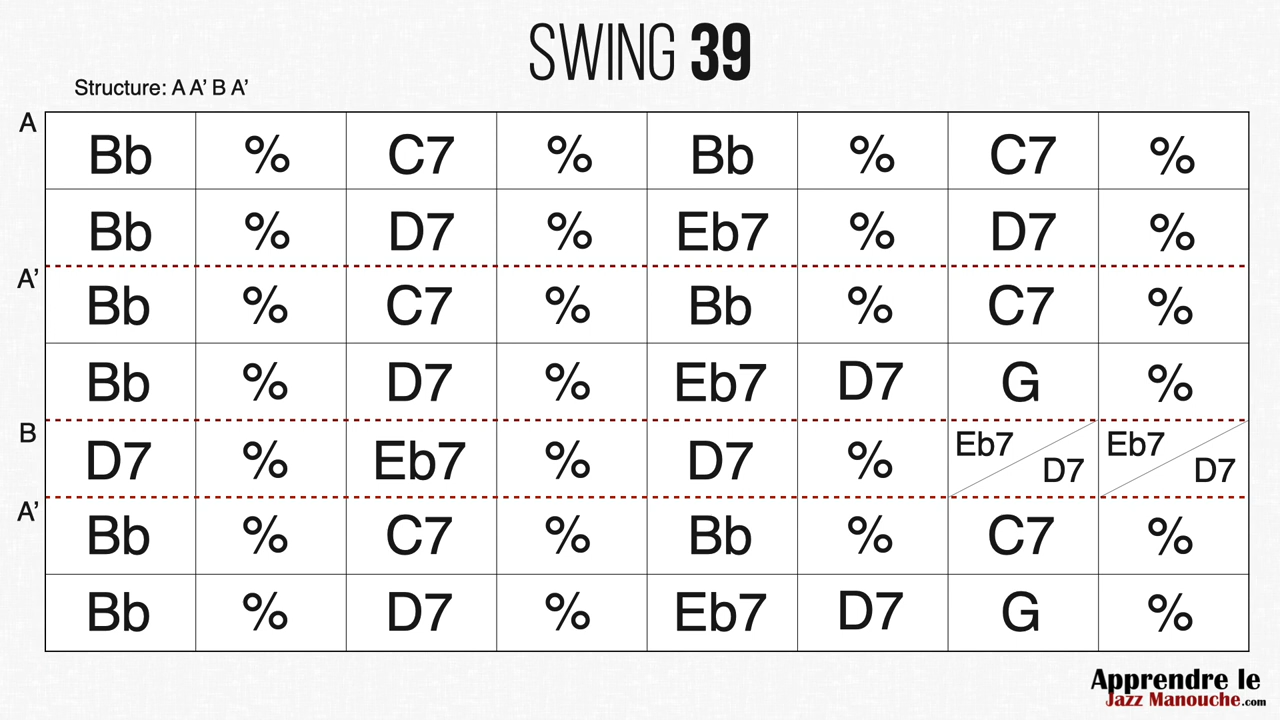 SWING 39
Structure: A A’ B A’
A
Bb % C7 % Bb % C7 %
Bb % D7 % Eb7 % D7 %
A’
Bb % C7 % Bb % C7 %
Bb % D7 % Eb7 D7 G %
B
D7 % Eb7 % D7 % Eb7 D7 Eb7 D7
A’
Bb % C7 % Bb % C7 %
Bb % D7 % Eb7 D7 G %
Apprendre le
Jazz Manouche.com